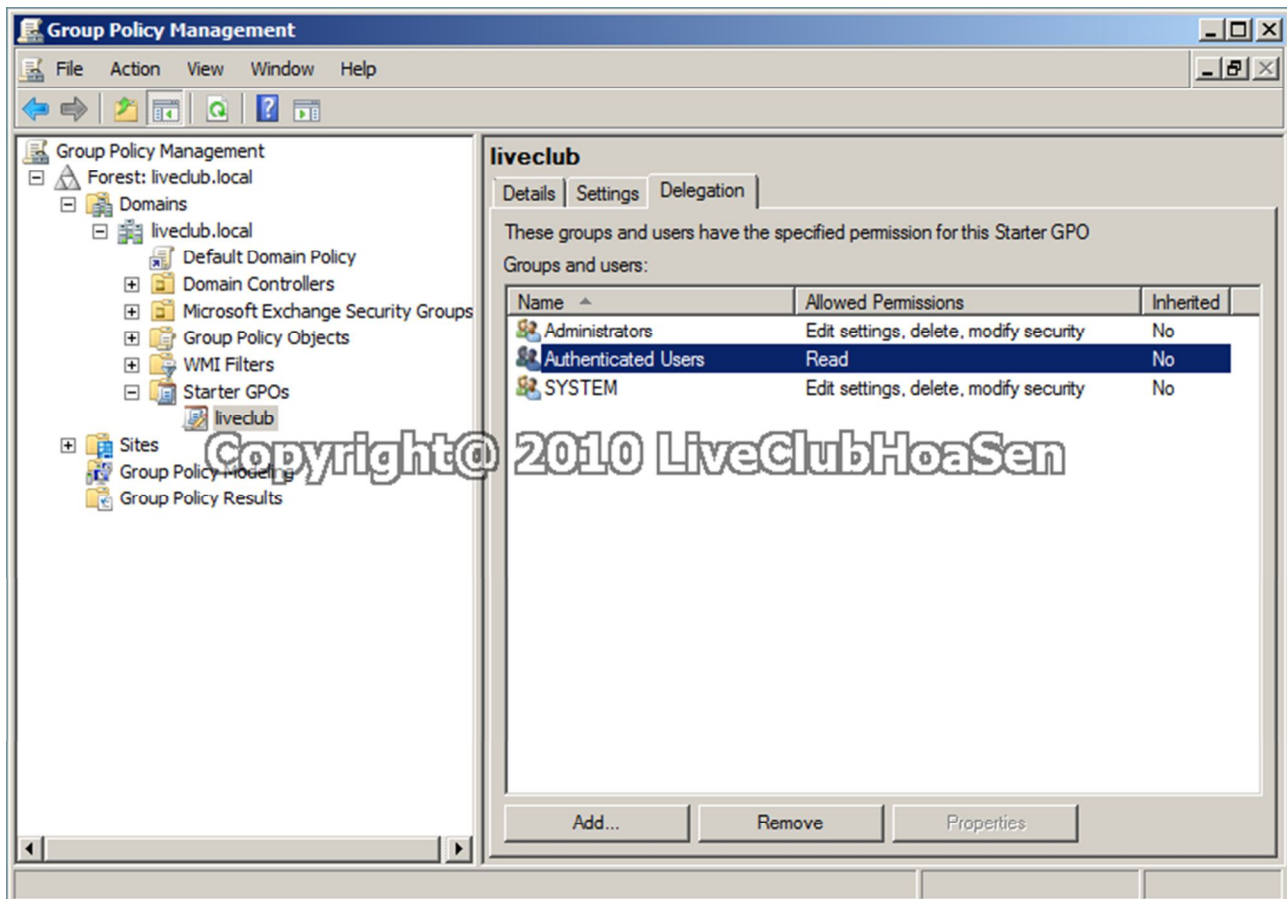 Group Policy Management
File Action View Window Help
Group Policy Management
Forest: liveclub.local
Domains
liveclub.local
Default Domain Policy
Domain Controllers
Microsoft Exchange Security Groups
Group Policy Objects
WMI Filters
Starter GPOs
liveclub
Sites
Group Policy Modeling
Group Policy Results
liveclub
Details Settings Delegation
These groups and users have the specified permission for this Starter GPO
Groups and users:
Name Allowed Permissions Inherited
Administrators Edit settings, delete, modify security No
Authenticated Users Read No
SYSTEM Edit settings, delete, modify security No
Copyright@ 2010 LiveClubHoaSen
Add... Remove Properties